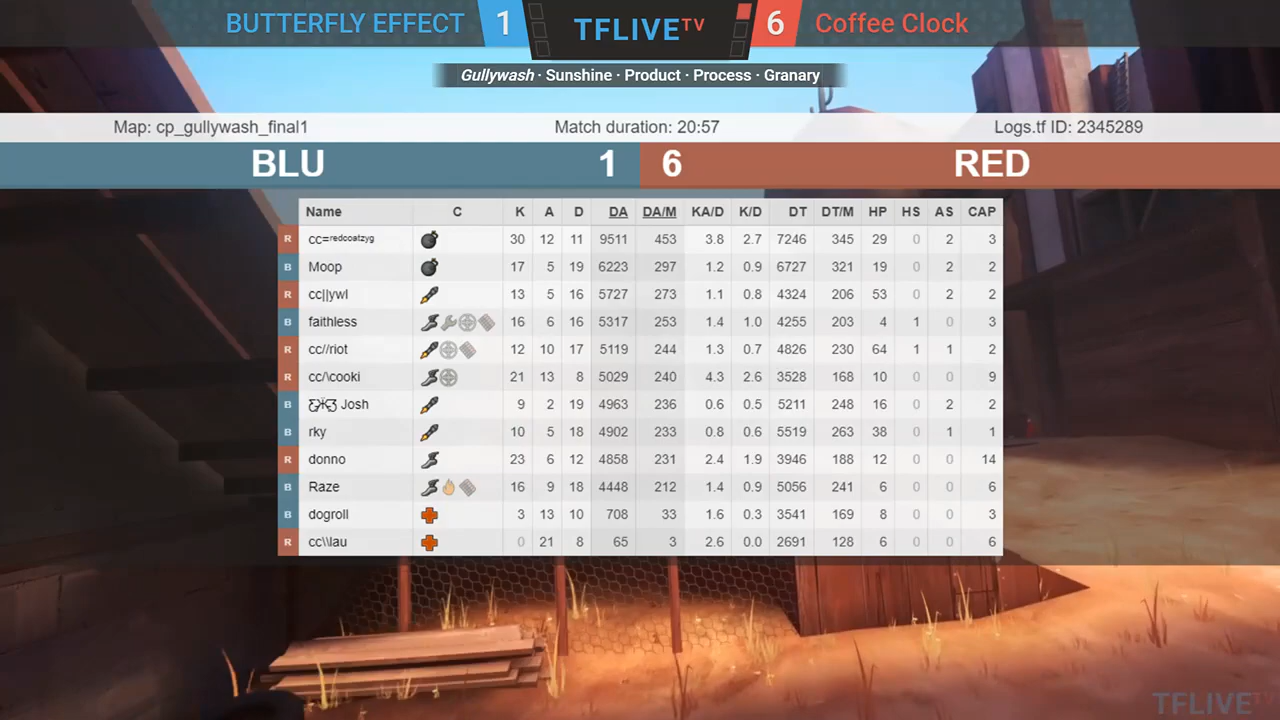 BUTTERFLY EFFECT 1 TFLIVETV 6 Coffee Clock
Gullywash · Sunshine · Product · Process · Granary
Map: cp_gullywash_final1 Match duration: 20:57 Logs.tf ID: 2345289
BLU 1 6 RED
Name C K A D DA DA/M KA/D K/D DT DT/M HP HS AS CAP
R cc=redcoatzyg 30 12 11 9511 453 3.8 2.7 7246 345 29 0 2 3
B Moop 17 5 19 6223 297 1.2 0.9 6727 321 19 0 2 2
R cc||ywl 13 5 16 5727 273 1.1 0.8 4324 206 53 0 2 2
B faithless 16 6 16 5317 253 1.4 1.0 4255 203 4 1 0 3
R cc//riot 12 10 17 5119 244 1.3 0.7 4826 230 64 1 1 2
R cc/\cooki 21 13 8 5029 240 4.3 2.6 3528 168 10 0 0 9
B Ƹ̵̡Ӝ̵̨̄Ʒ Josh 9 2 19 4963 236 0.6 0.5 5211 248 16 0 2 2
B rky 10 5 18 4902 233 0.8 0.6 5519 263 38 0 1 1
R donno 23 6 12 4858 231 2.4 1.9 3946 188 12 0 0 14
B Raze 16 9 18 4448 212 1.4 0.9 5056 241 6 0 0 6
B dogroll 3 13 10 708 33 1.6 0.3 3541 169 8 0 0 3
R cc\\lau 0 21 8 65 3 2.6 0.0 2691 128 6 0 0 6
TFLIVETV